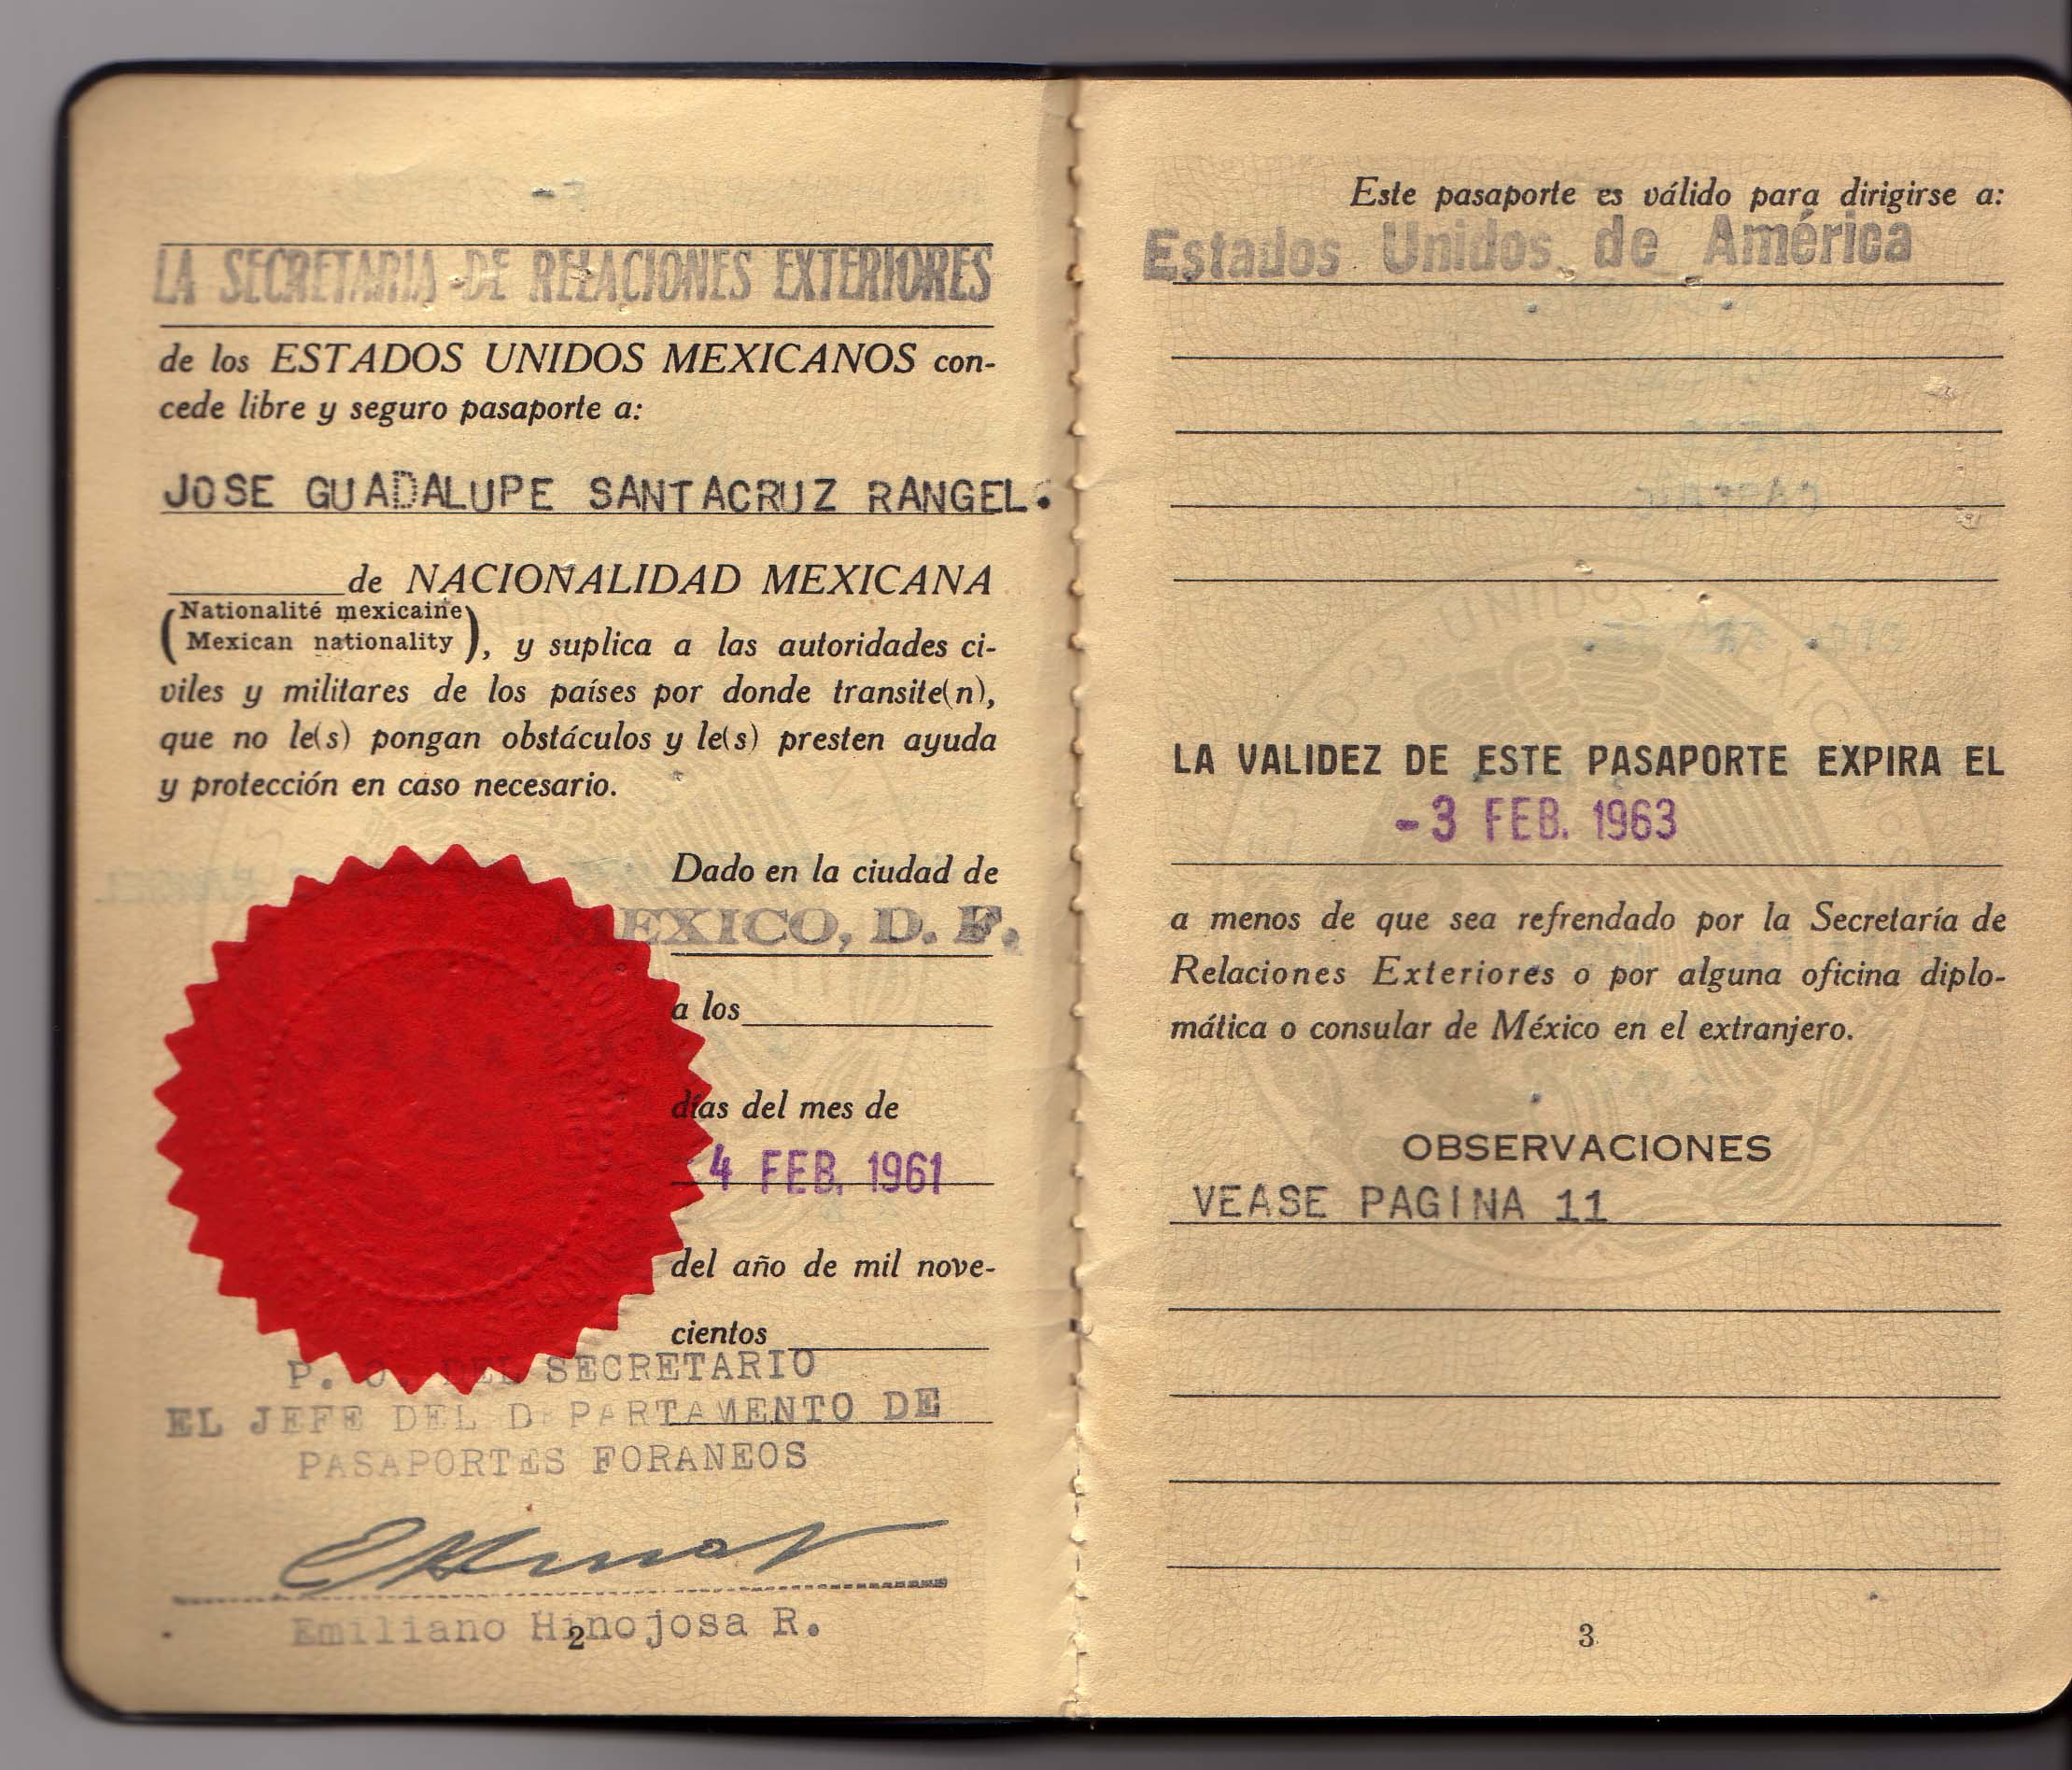 LA SECRETARIA DE RELACIONES EXTERIORES
de los ESTADOS UNIDOS MEXICANOS con-
cede libre y seguro pasaporte a:
JOSE GUADALUPE SANTACRUZ RANGEL.
de NACIONALIDAD MEXICANA
(Nationalité mexicaine
Mexican nationality), y suplica a las autoridades ci-
viles y militares de los países por donde transite(n),
que no le(s) pongan obstáculos y le(s) presten ayuda
y protección en caso necesario.
Dado en la ciudad de
MEXICO, D. F.
a los
días del mes de
4 FEB. 1961
del año de mil nove-
cientos
P. O. DEL SECRETARIO
EL JEFE DEL DEPARTAMENTO DE
PASAPORTES FORANEOS
Emiliano Hinojosa R.
2
Este pasaporte es válido para dirigirse a:
Estados Unidos de América
LA VALIDEZ DE ESTE PASAPORTE EXPIRA EL
-3 FEB. 1963
a menos de que sea refrendado por la Secretaría de
Relaciones Exteriores o por alguna oficina diplo-
mática o consular de México en el extranjero.
OBSERVACIONES
VEASE PAGINA 11
3